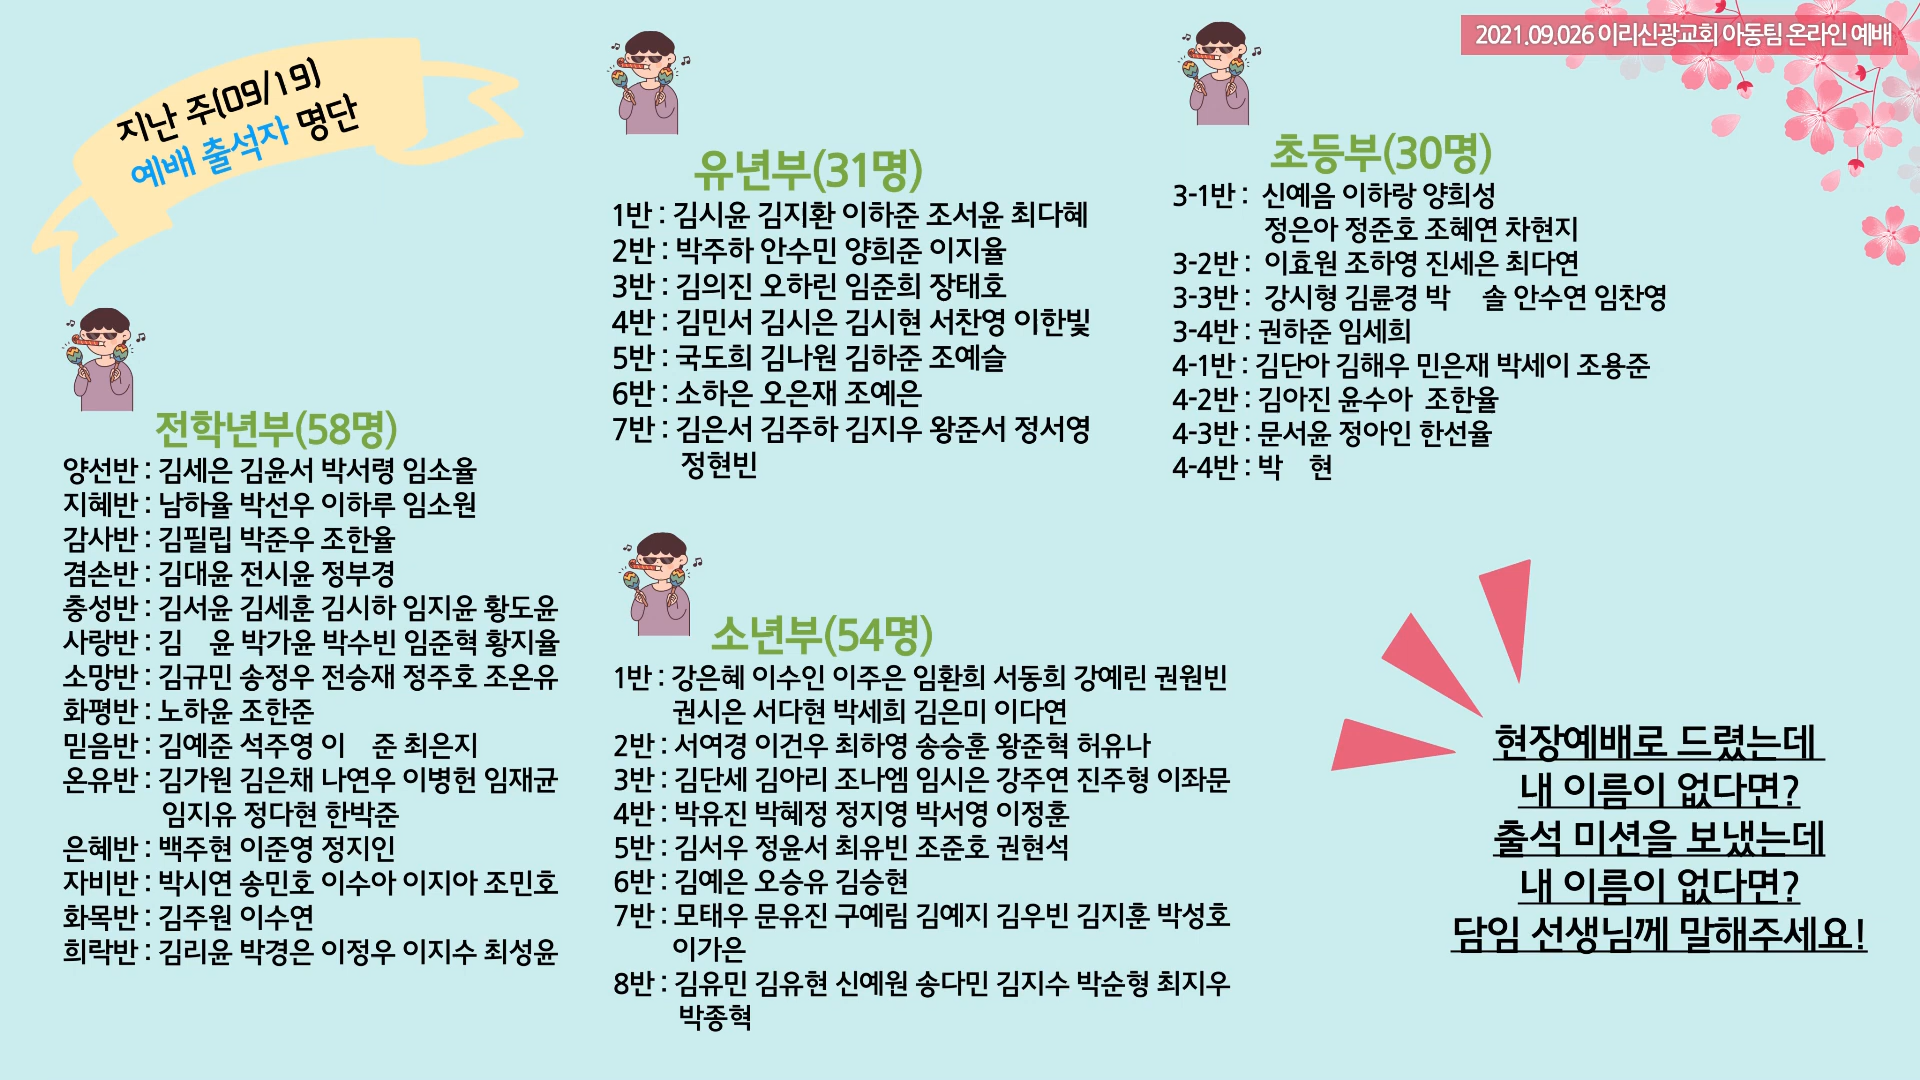 2021.09.026 이리신광교회 아동팀 온라인 예배
지난 주(09/19)
예배 출석자 명단
전학년부(58명)
양선반 : 김세은 김윤서 박서령 임소율
지혜반 : 남하율 박선우 이하루 임소원
감사반 : 김필립 박준우 조한율
겸손반 : 김대윤 전시윤 정부경
충성반 : 김서윤 김세훈 김시하 임지윤 황도윤
사랑반 : 김 윤 박가윤 박수빈 임준혁 황지율
소망반 : 김규민 송정우 전승재 정주호 조온유
화평반 : 노하윤 조한준
믿음반 : 김예준 석주영 이 준 최은지
온유반 : 김가원 김은채 나연우 이병헌 임재균
임지유 정다현 한박준
은혜반 : 백주현 이준영 정지인
자비반 : 박시연 송민호 이수아 이지아 조민호
화목반 : 김주원 이수연
희락반 : 김리윤 박경은 이정우 이지수 최성윤
유년부(31명)
1반 : 김시윤 김지환 이하준 조서윤 최다혜
2반 : 박주하 안수민 양희준 이지율
3반 : 김의진 오하린 임준희 장태호
4반 : 김민서 김시은 김시현 서찬영 이한빛
5반 : 국도희 김나원 김하준 조예슬
6반 : 소하은 오은재 조예은
7반 : 김은서 김주하 김지우 왕준서 정서영
정현빈
소년부(54명)
1반 : 강은혜 이수인 이주은 임환희 서동희 강예린 권원빈
권시은 서다현 박세희 김은미 이다연
2반 : 서여경 이건우 최하영 송승훈 왕준혁 허유나
3반 : 김단세 김아리 조나엠 임시은 강주연 진주형 이좌문
4반 : 박유진 박혜정 정지영 박서영 이정훈
5반 : 김서우 정윤서 최유빈 조준호 권현석
6반 : 김예은 오승유 김승현
7반 : 모태우 문유진 구예림 김예지 김우빈 김지훈 박성호
이가은
8반 : 김유민 김유현 신예원 송다민 김지수 박순형 최지우
박종혁
초등부(30명)
3-1반 : 신예음 이하랑 양희성
정은아 정준호 조혜연 차현지
3-2반 : 이효원 조하영 진세은 최다연
3-3반 : 강시형 김륜경 박 솔 안수연 임찬영
3-4반 : 권하준 임세희
4-1반 : 김단아 김해우 민은재 박세이 조용준
4-2반 : 김아진 윤수아 조한율
4-3반 : 문서윤 정아인 한선율
4-4반 : 박 현
현장예배로 드렸는데
내 이름이 없다면?
출석 미션을 보냈는데
내 이름이 없다면?
담임 선생님께 말해주세요!